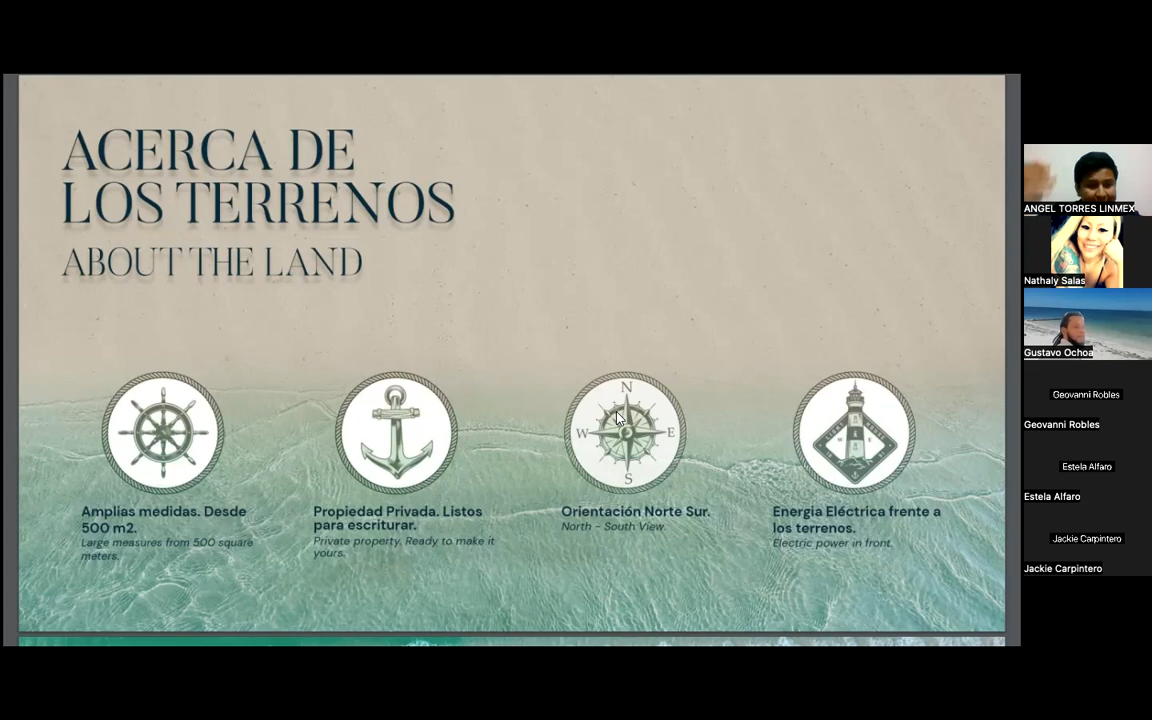 ACERCA DE
LOS TERRENOS
ABOUT THE LAND
N
W E
S
W E
Amplias medidas. Desde
500 m2.
Large measures from 500 square
meters.
Propiedad Privada. Listos
para escriturar.
Private property. Ready to make it
yours.
Orientación Norte Sur.
North - South View.
Energia Eléctrica frente a
los terrenos.
Electric power in front.
ANGEL TORRES LINMEX
Nathaly Salas
Gustavo Ochoa
Geovanni Robles
Geovanni Robles
Estela Alfaro
Estela Alfaro
Jackie Carpintero
Jackie Carpintero